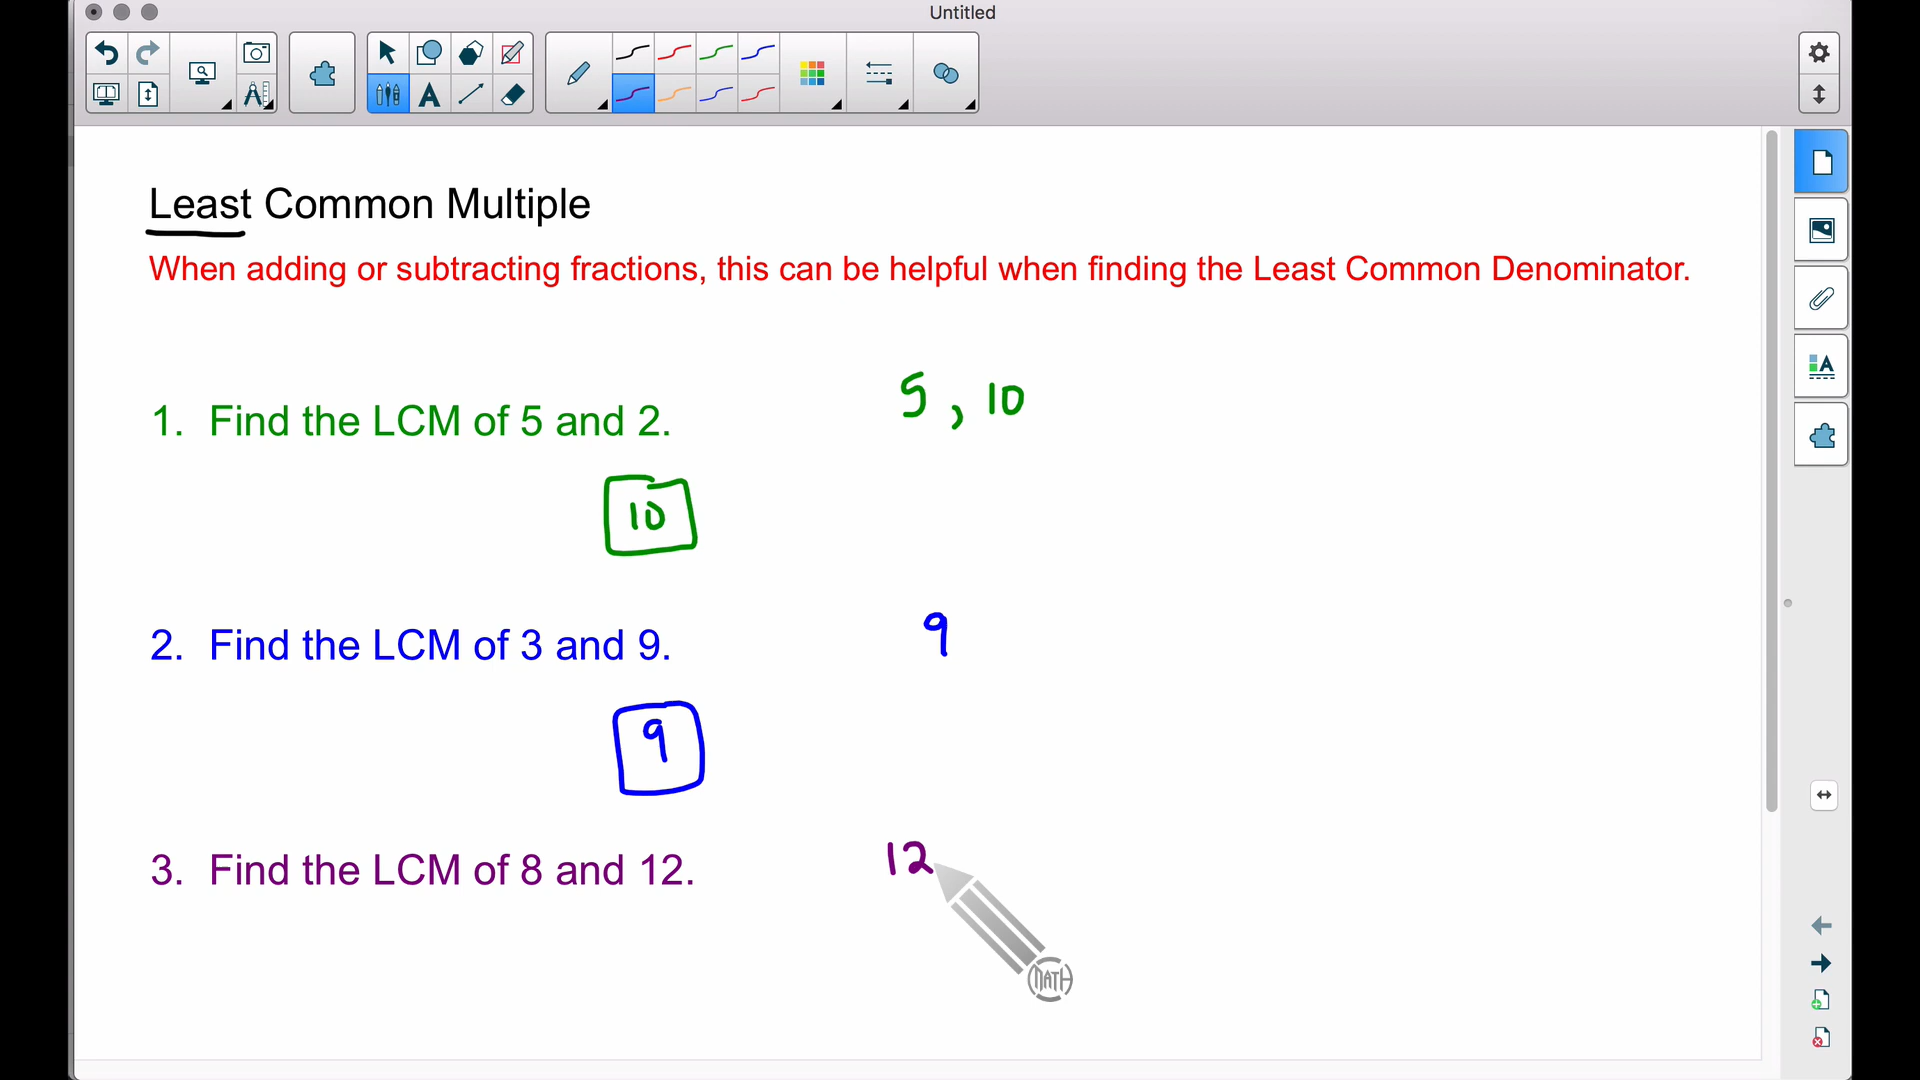 Untitled
Least Common Multiple
When adding or subtracting fractions, this can be helpful when finding the Least Common Denominator.
5, 10
1. Find the LCM of 5 and 2.
10
9
2. Find the LCM of 3 and 9.
9
12
3. Find the LCM of 8 and 12.
MATH